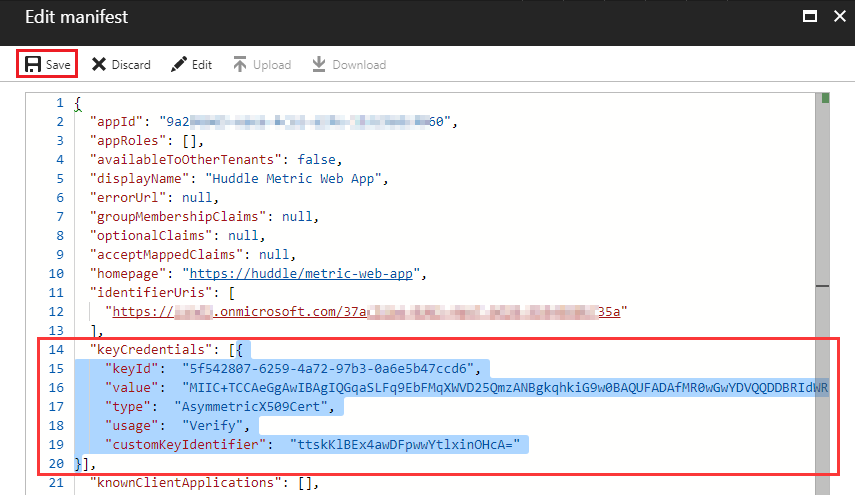 Edit manifest
Save Discard Edit Upload Download
1 {
2 "appId": "9a2 60",
3 "appRoles": [],
4 "availableToOtherTenants": false,
5 "displayName": "Huddle Metric Web App",
6 "errorUrl": null,
7 "groupMembershipClaims": null,
8 "optionalClaims": null,
9 "acceptMappedClaims": null,
10 "homepage": "https://huddle/metric-web-app",
11 "identifierUris": [
12 "https:// .onmicrosoft.com/37a 35a"
13 ],
14 "keyCredentials": [{
15 "keyId": "5f542807-6259-4a72-97b3-0a6e5b47ccd6",
16 "value": "MIIC+TCCAeGgAwIBAgIQGqaSLFq9EbFMqXWVD25QmzANBgkqhkiG9w0BAQUFADAfMR0wGwYDVQQDDBRIdWR
17 "type": "AsymmetricX509Cert",
18 "usage": "Verify",
19 "customKeyIdentifier": "ttskKlBEx4awDFpwwYtlxinOHcA="
20 }],
21 "knownClientApplications": [],